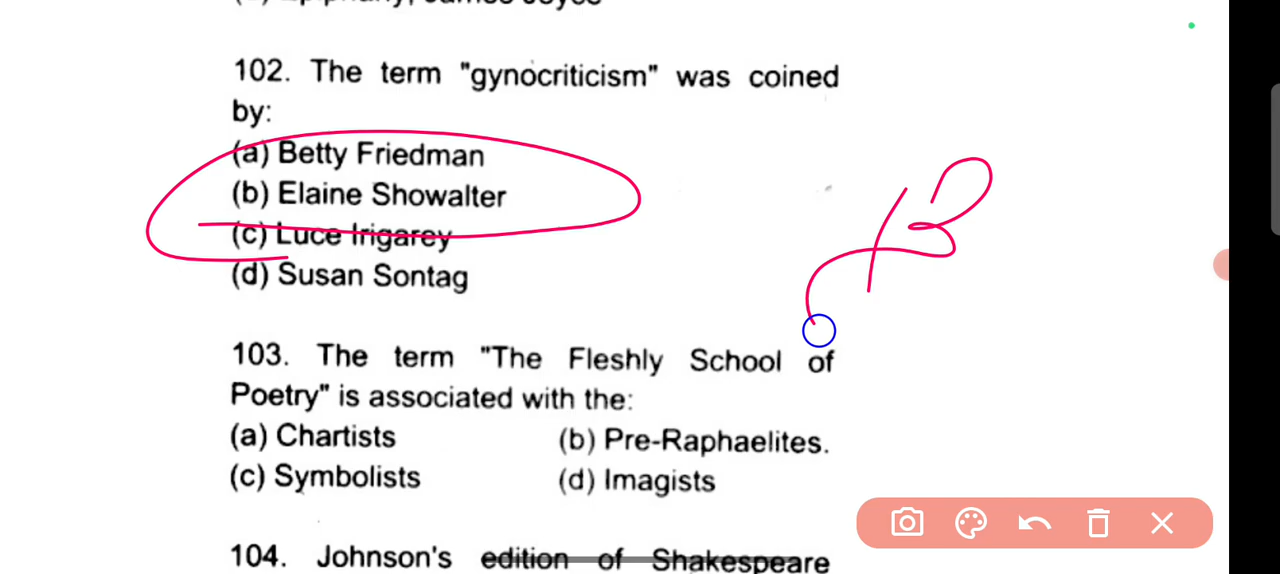 102. The term "gynocriticism" was coined
by:
(a) Betty Friedman
(b) Elaine Showalter
(c) Luce Irigarey
(d) Susan Sontag
103. The term "The Fleshly School of
Poetry" is associated with the:
(a) Chartists (b) Pre-Raphaelites.
(c) Symbolists (d) Imagists
104. Johnson's edition of Shakespeare